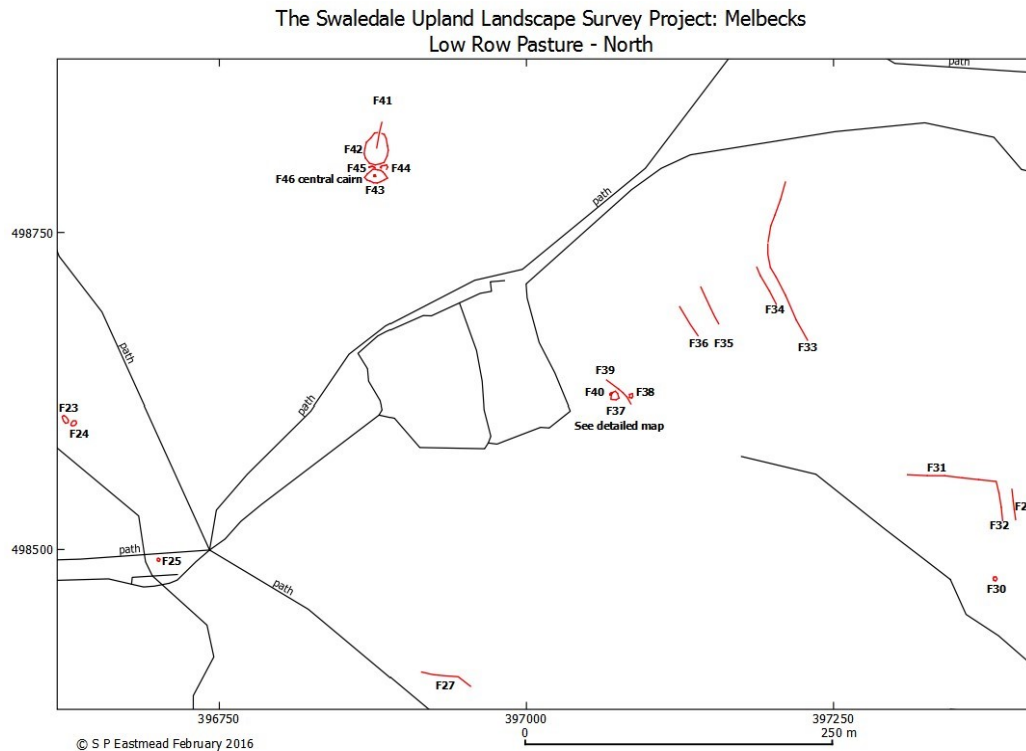 The Swaledale Upland Landscape Survey Project: Melbecks
Low Row Pasture - North
path
F41
F42
F45 F44
F46 central cairn
F43
path
498750
F34
F36 F35
F33
path
F39
F40 F38
path
F23
F37
See detailed map
F24
F31
F32
498500
path
F25
path
F30
F27
396750 397000 397250
0 250 m
© S P Eastmead February 2016